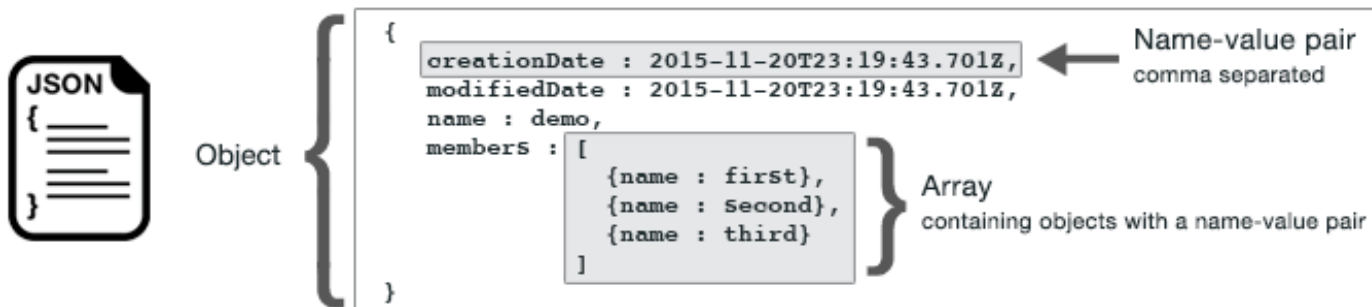 JSON
{
}
Object
{
creationDate : 2015-11-20T23:19:43.701Z,
modifiedDate : 2015-11-20T23:19:43.701Z,
name : demo,
members : [
{name : first},
{name : second},
{name : third}
]
}
Name-value pair
comma separated
Array
containing objects with a name-value pair